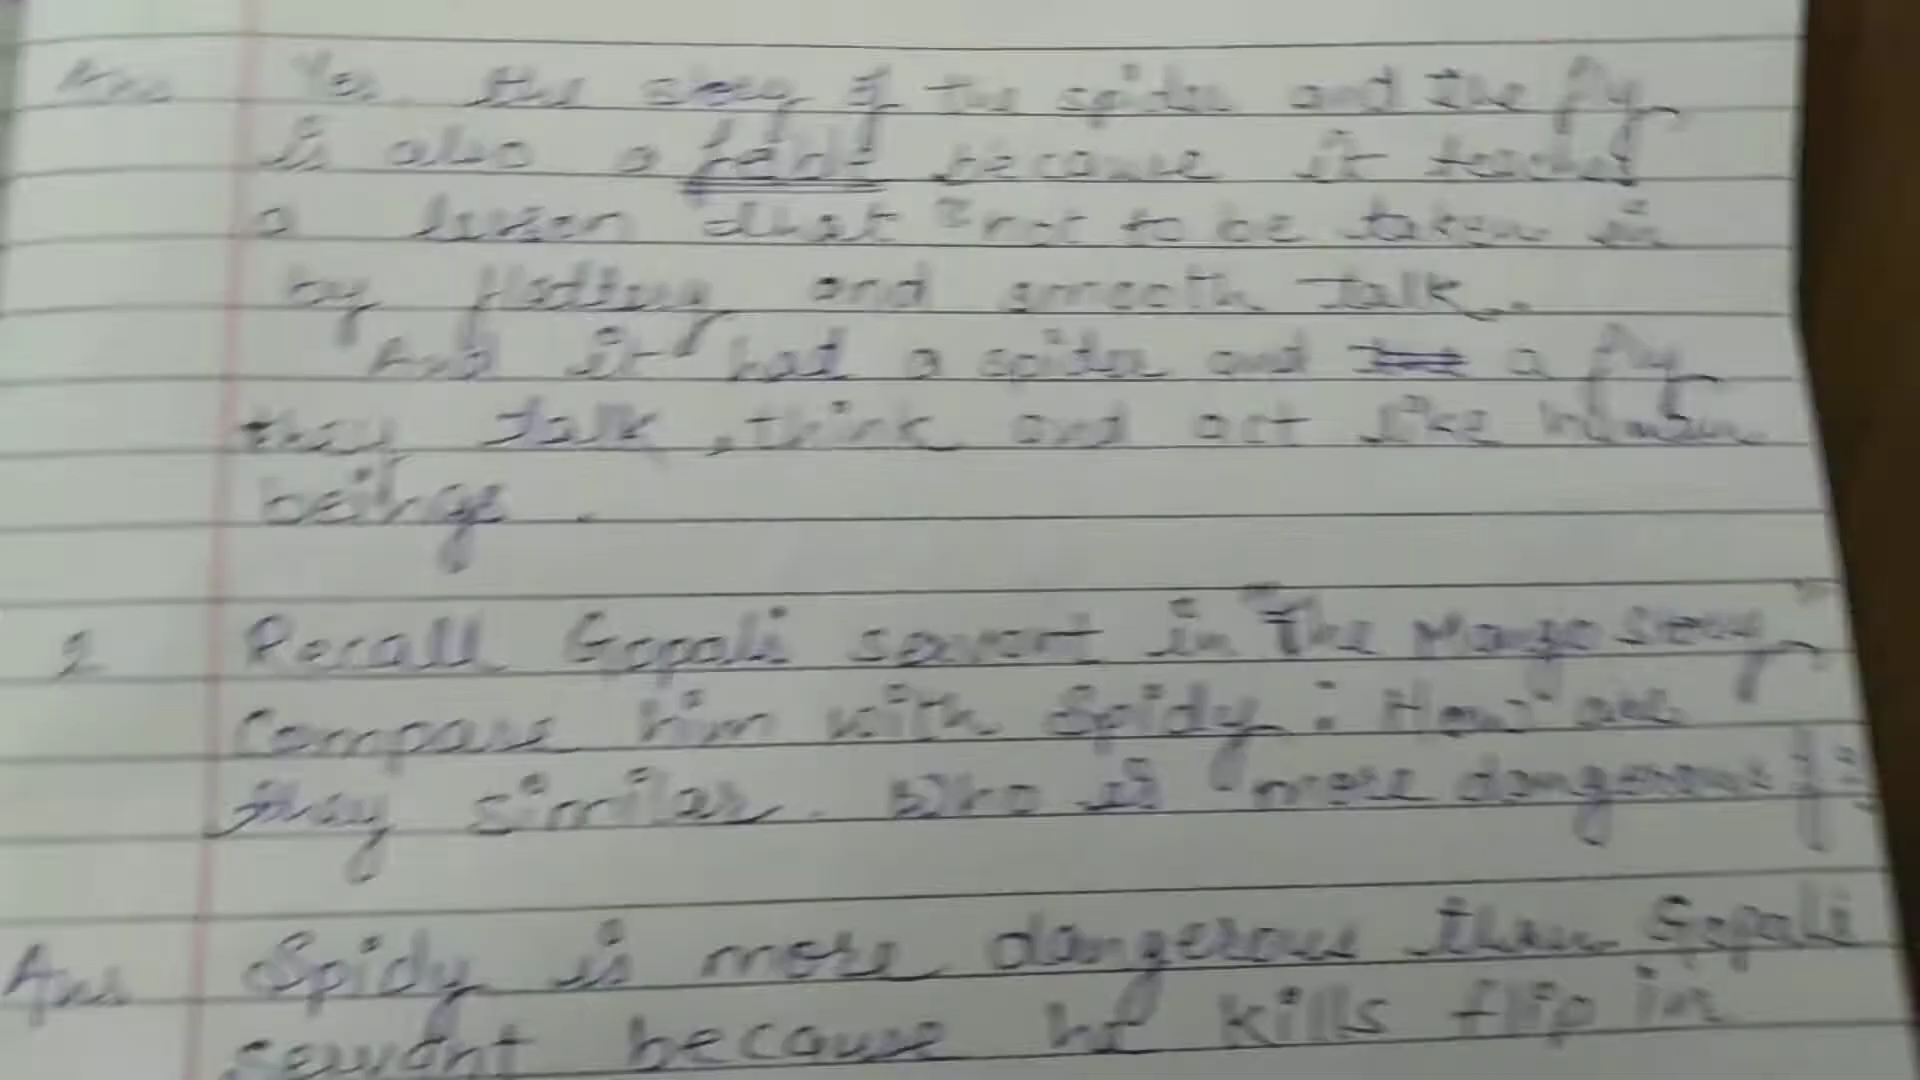 Ans Yes, the story of the spider and the fly
is also a fable because it teaches
a lesson that "not to be taken in
by flattery and smooth talk.
And it had a spider and a fly
they talk, think and act like human
beings.
2 Recall Gopal's servant in "The Mango Story"
Compare him with Spidy: How are
they similar. Who is more dangerous?
Ans Spidy is more dangerous than Gopal's
servant because he kills flip in